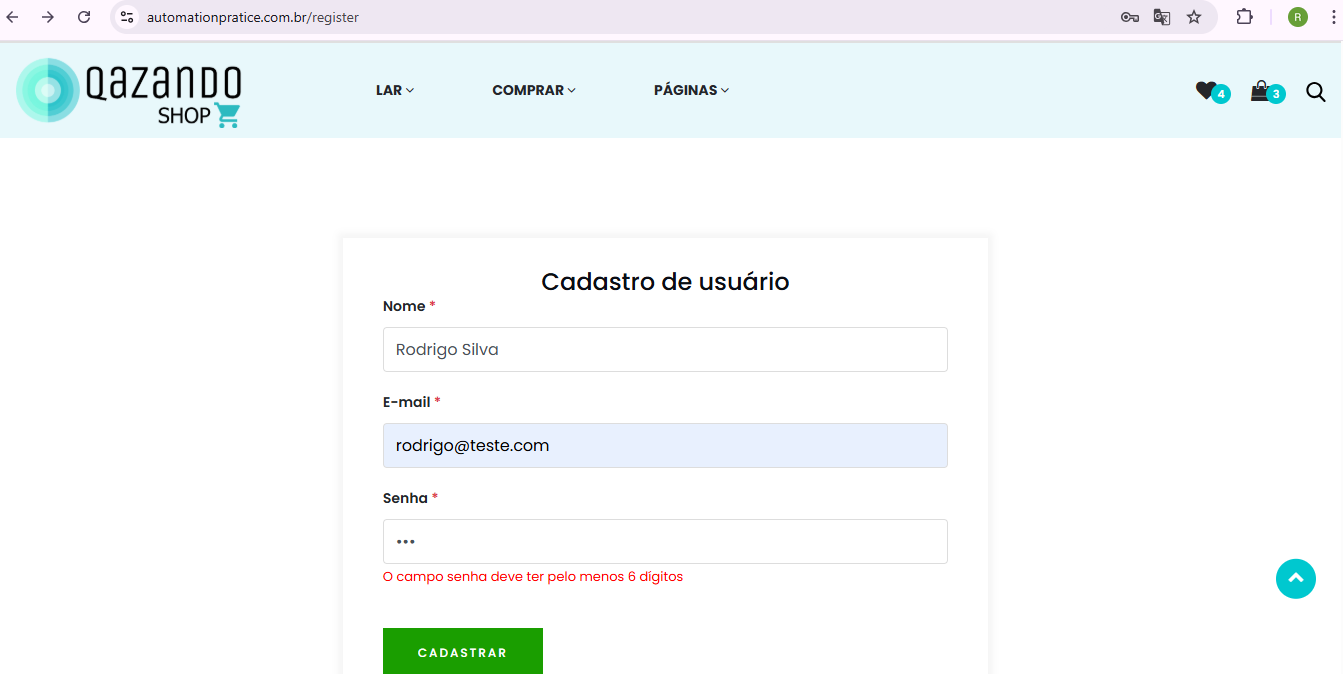 automationpratice.com.br/register
R
QAZANDO
SHOP
LAR
COMPRAR
PÁGINAS
4
3
Cadastro de usuário
Nome *
Rodrigo Silva
E-mail *
rodrigo@teste.com
Senha *
•••
O campo senha deve ter pelo menos 6 dígitos
CADASTRAR